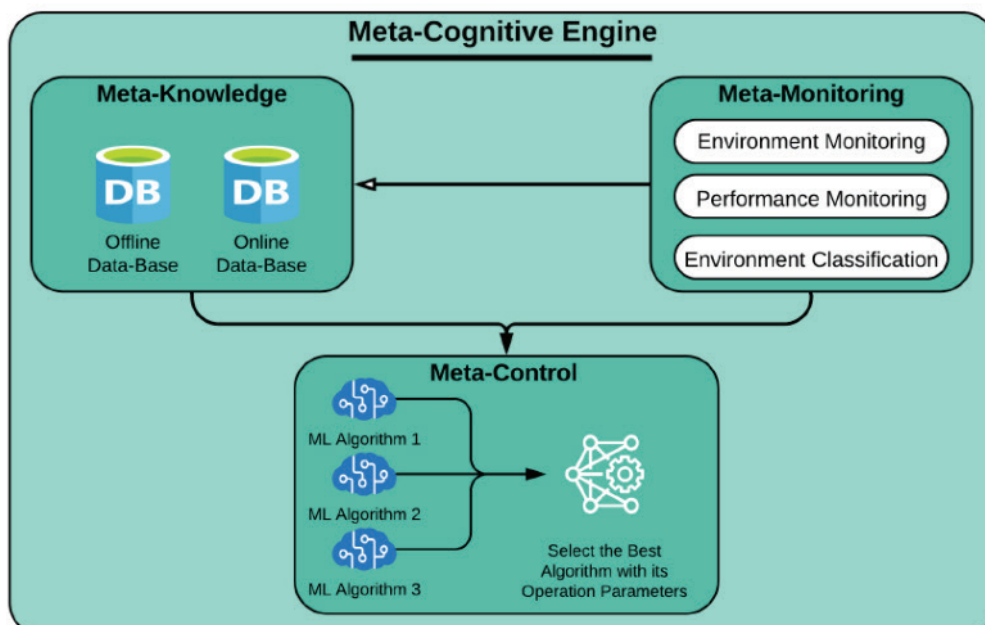 Meta-Cognitive Engine
Meta-Knowledge
DB
Offline
Data-Base
DB
Online
Data-Base
Meta-Monitoring
Environment Monitoring
Performance Monitoring
Environment Classification
Meta-Control
ML Algorithm 1
ML Algorithm 2
ML Algorithm 3
Select the Best
Algorithm with its
Operation Parameters